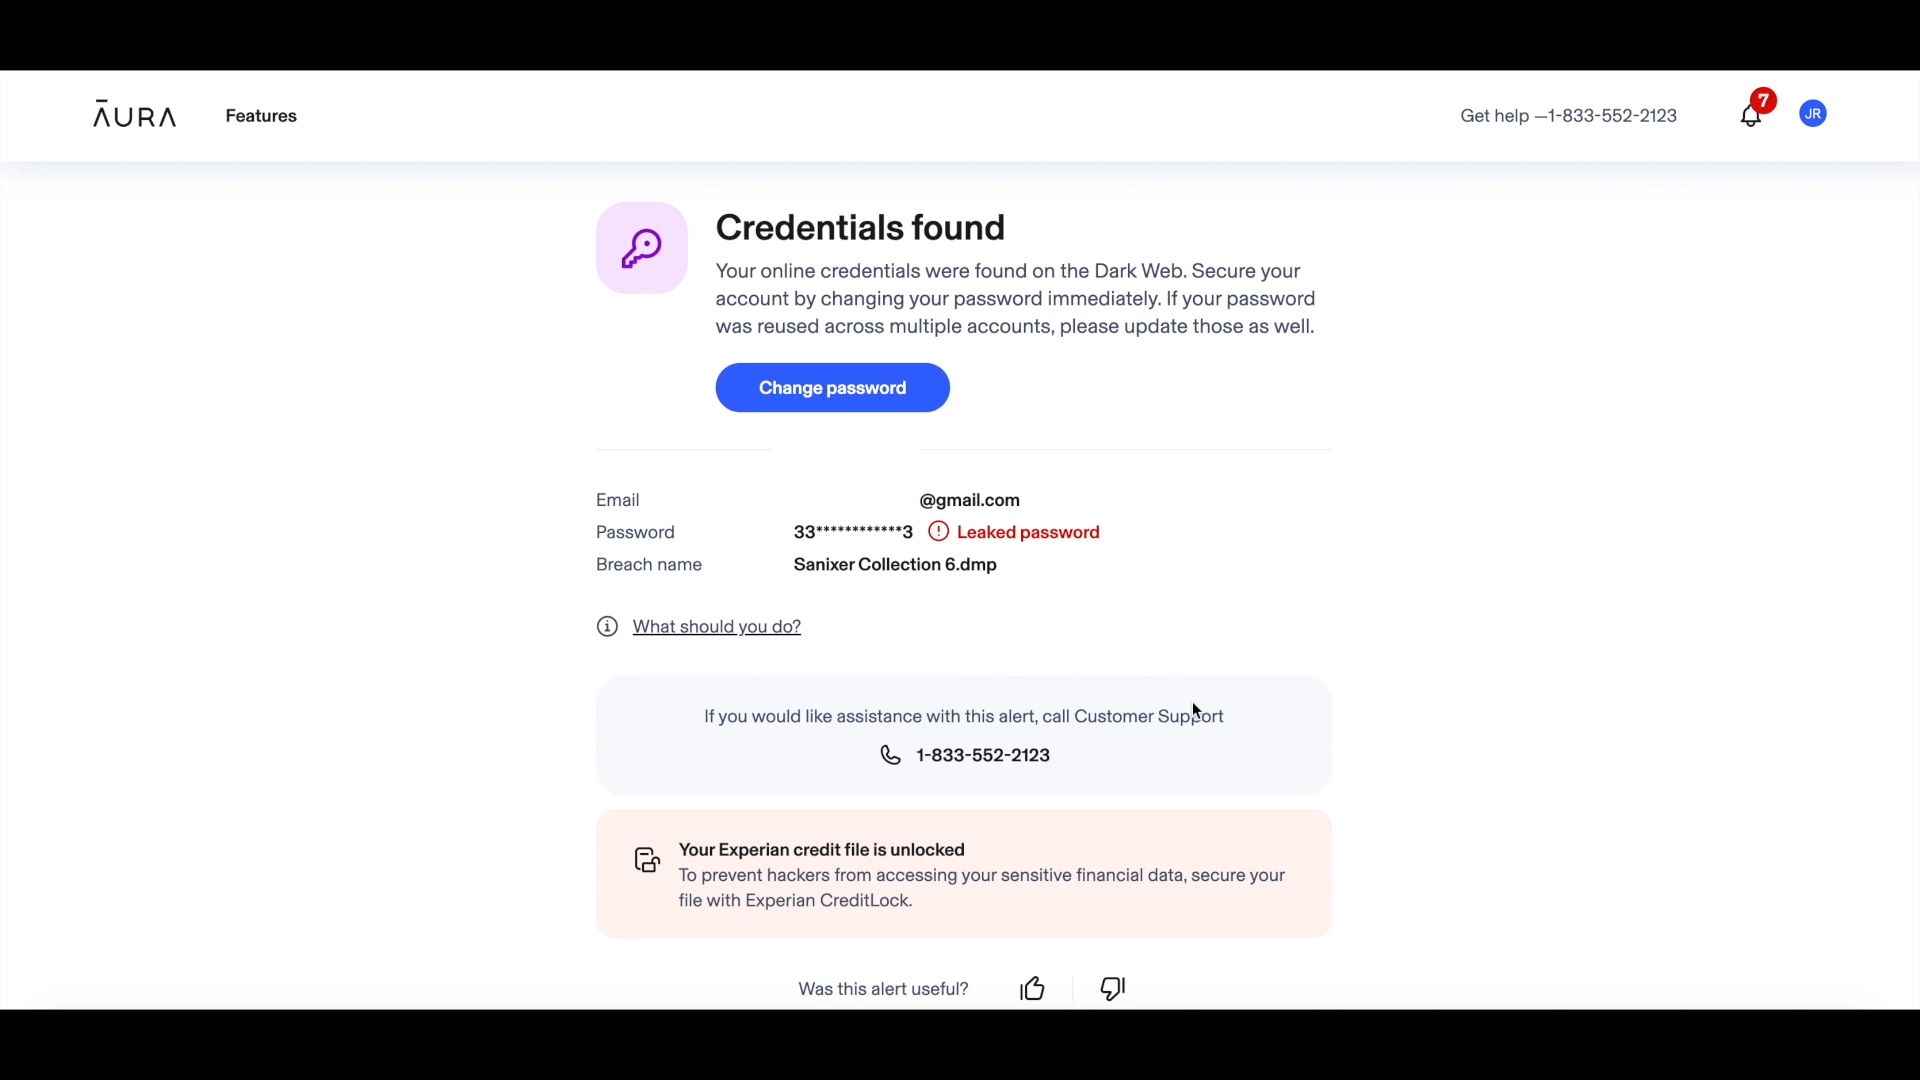 ĀURA
Features
Get help —1-833-552-2123
7
JR
Credentials found
Your online credentials were found on the Dark Web. Secure your
account by changing your password immediately. If your password
was reused across multiple accounts, please update those as well.
Change password
Email @gmail.com
Password 33************3 Leaked password
Breach name Sanixer Collection 6.dmp
What should you do?
If you would like assistance with this alert, call Customer Support
1-833-552-2123
Your Experian credit file is unlocked
To prevent hackers from accessing your sensitive financial data, secure your
file with Experian CreditLock.
Was this alert useful?